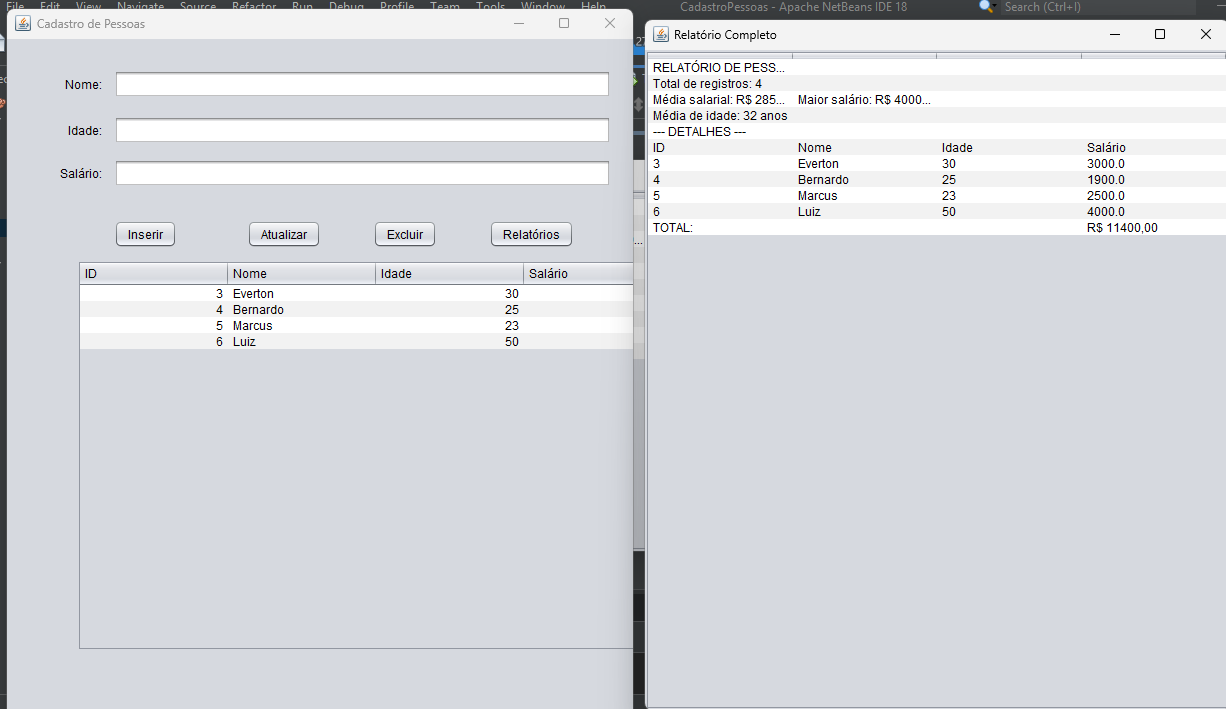 File Edit View Navigate Source Refactor Run Debug Profile Team Tools Window Help CadastroPessoas - Apache NetBeans IDE 18 Search (Ctrl+I)
Cadastro de Pessoas
Nome:
Idade:
Salário:
Inserir Atualizar Excluir Relatórios
ID Nome Idade Salário
3 Everton 30
4 Bernardo 25
5 Marcus 23
6 Luiz 50
Relatório Completo
RELATÓRIO DE PESS...
Total de registros: 4
Média salarial: R$ 285... Maior salário: R$ 4000...
Média de idade: 32 anos
--- DETALHES ---
ID Nome Idade Salário
3 Everton 30 3000.0
4 Bernardo 25 1900.0
5 Marcus 23 2500.0
6 Luiz 50 4000.0
TOTAL: R$ 11400,00